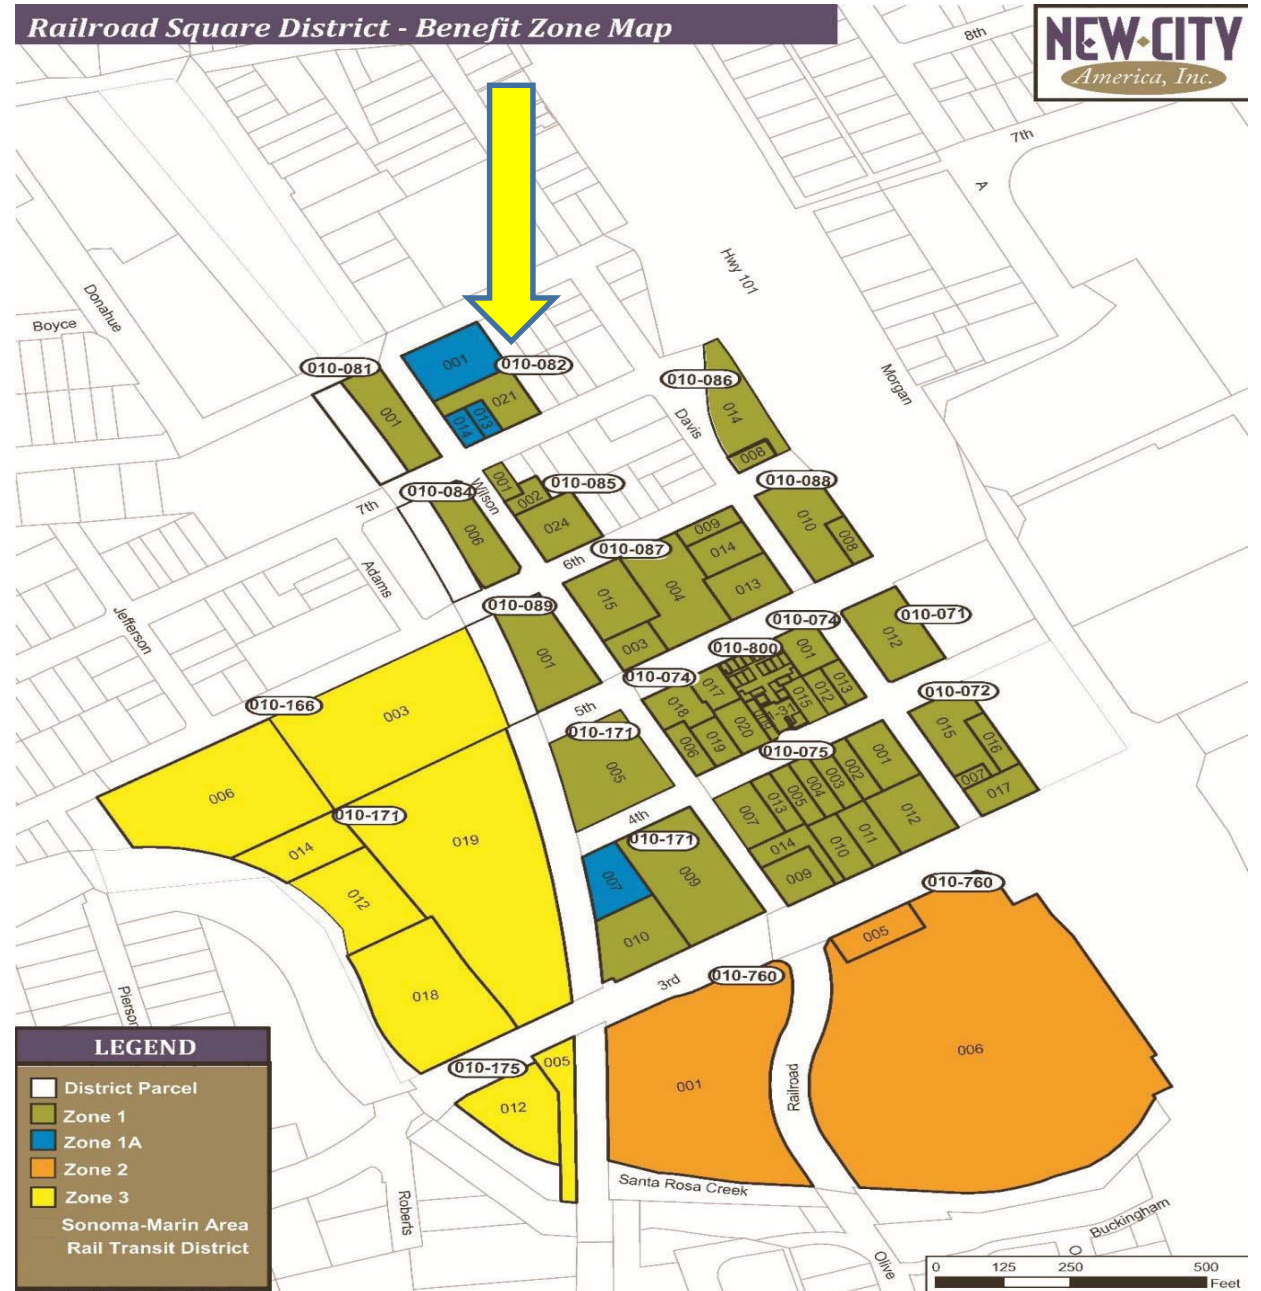 Railroad Square District - Benefit Zone Map
NEW CITY
America, Inc.
8th
7th
A
Hwy 101
Donahue
Boyce
Morgan
010-081
001
010-082
001
021
014
013
010-086
014
008
Davis
010-084
7th
Wilson
006
001
010-085
002
024
010-088
010
008
6th
010-087
009
014
015
004
013
003
Adams
Jefferson
010-089
001
010-074
001
010-071
012
010-800
010-074
017
018
006
019
020
015
012
013
010-072
015
016
007
017
010-166
003
006
5th
010-171
005
010-075
001
002
003
004
005
013
007
012
011
010
014
009
4th
010-171
014
019
012
018
010-171
007
009
010
010-760
005
006
3rd
010-760
001
Railroad
010-175
005
012
Santa Rosa Creek
Roberts
Olive
Buckingham
O
LEGEND
District Parcel
Zone 1
Zone 1A
Zone 2
Zone 3
Sonoma-Marin Area
Rail Transit District
0 125 250 500
Feet